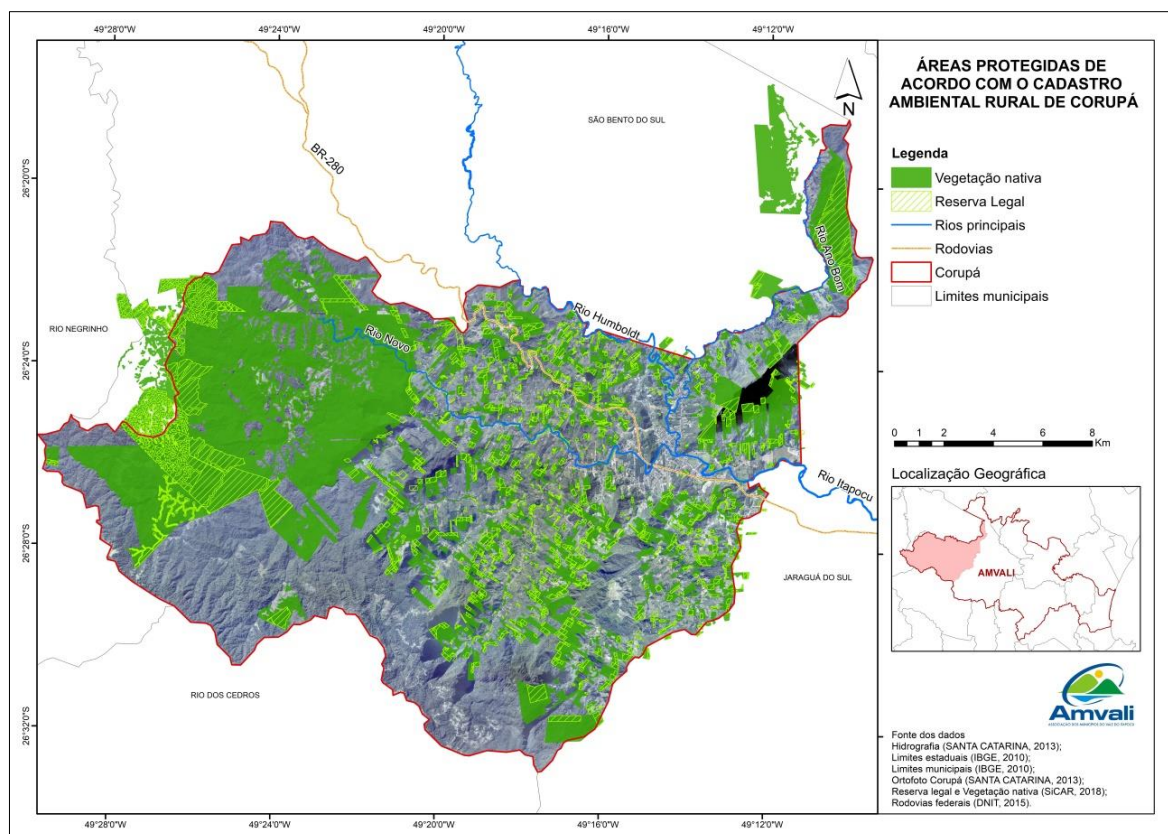 49°28'0"W
49°24'0"W
49°20'0"W
49°16'0"W
49°12'0"W
26°20'0"S
26°24'0"S
26°28'0"S
26°32'0"S
SÃO BENTO DO SUL
BR-280
Rio Ano Bom
RIO NEGRINHO
Rio Humboldt
Rio Novo
Rio Itapocu
JARAGUÁ DO SUL
RIO DOS CEDROS
49°28'0"W
49°24'0"W
49°20'0"W
49°16'0"W
49°12'0"W
ÁREAS PROTEGIDAS DE
ACORDO COM O CADASTRO
AMBIENTAL RURAL DE CORUPÁ
N
Legenda
Vegetação nativa
Reserva Legal
Rios principais
Rodovias
Corupá
Limites municipais
0 1 2 4 6 8
Km
Localização Geográfica
AMVALI
Amvali
Fonte dos dados
Hidrografia (SANTA CATARINA, 2013);
Limites estaduais (IBGE, 2010);
Limites municipais (IBGE, 2010);
Ortofoto Corupá (SANTA CATARINA, 2013);
Reserva legal e Vegetação nativa (SiCAR, 2018);
Rodovias federais (DNIT, 2015).